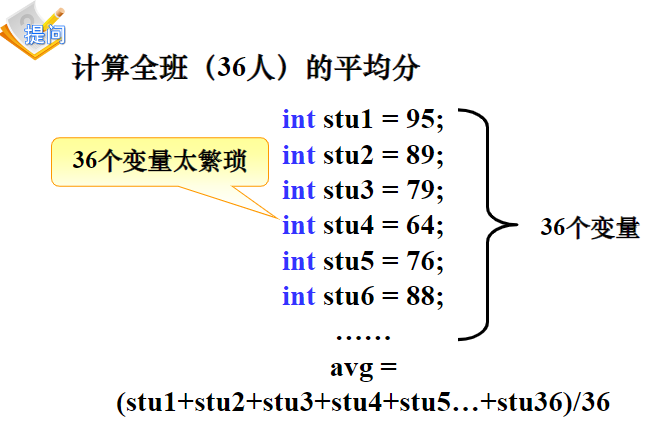 提问
计算全班（36人）的平均分
int stu1 = 95;
int stu2 = 89;
36个变量太繁琐
int stu3 = 79;
int stu4 = 64;
36个变量
int stu5 = 76;
int stu6 = 88;
……
avg =
(stu1+stu2+stu3+stu4+stu5…+stu36)/36